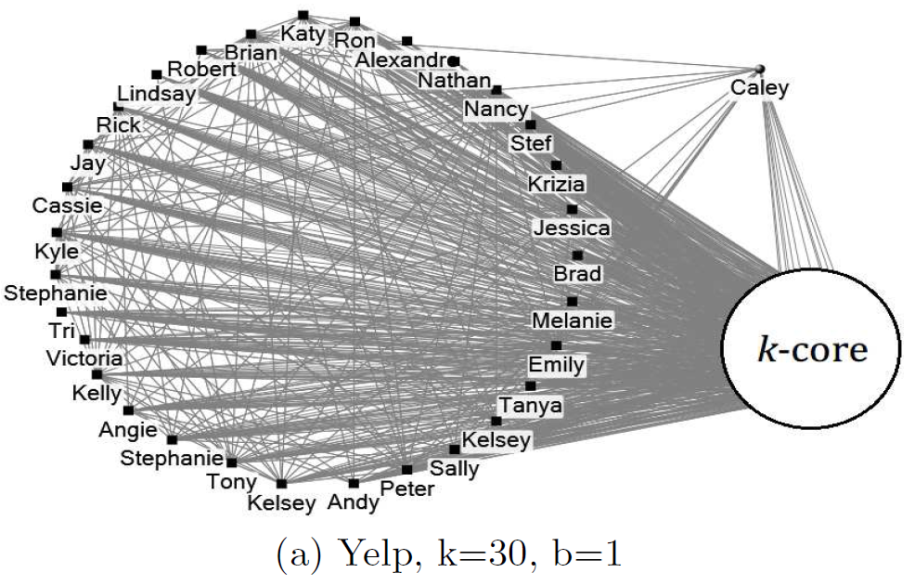 Katy
Ron
Brian
Alexandre
Robert
Nathan
Caley
Lindsay
Nancy
Rick
Stef
Jay
Krizia
Cassie
Jessica
Kyle
Brad
Stephanie
Melanie
Tri
k-core
Victoria
Emily
Kelly
Tanya
Angie
Kelsey
Stephanie
Sally
Tony
Peter
Kelsey
Andy
(a) Yelp, k=30, b=1